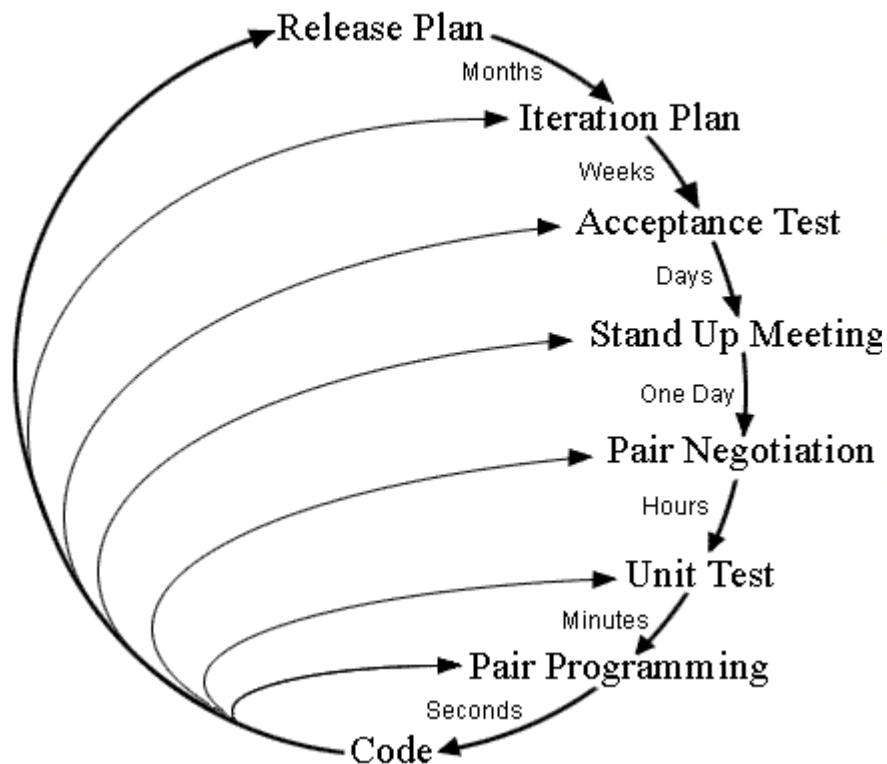 Release Plan
Months
Iteration Plan
Weeks
Acceptance Test
Days
Stand Up Meeting
One Day
Pair Negotiation
Hours
Unit Test
Minutes
Pair Programming
Seconds
Code